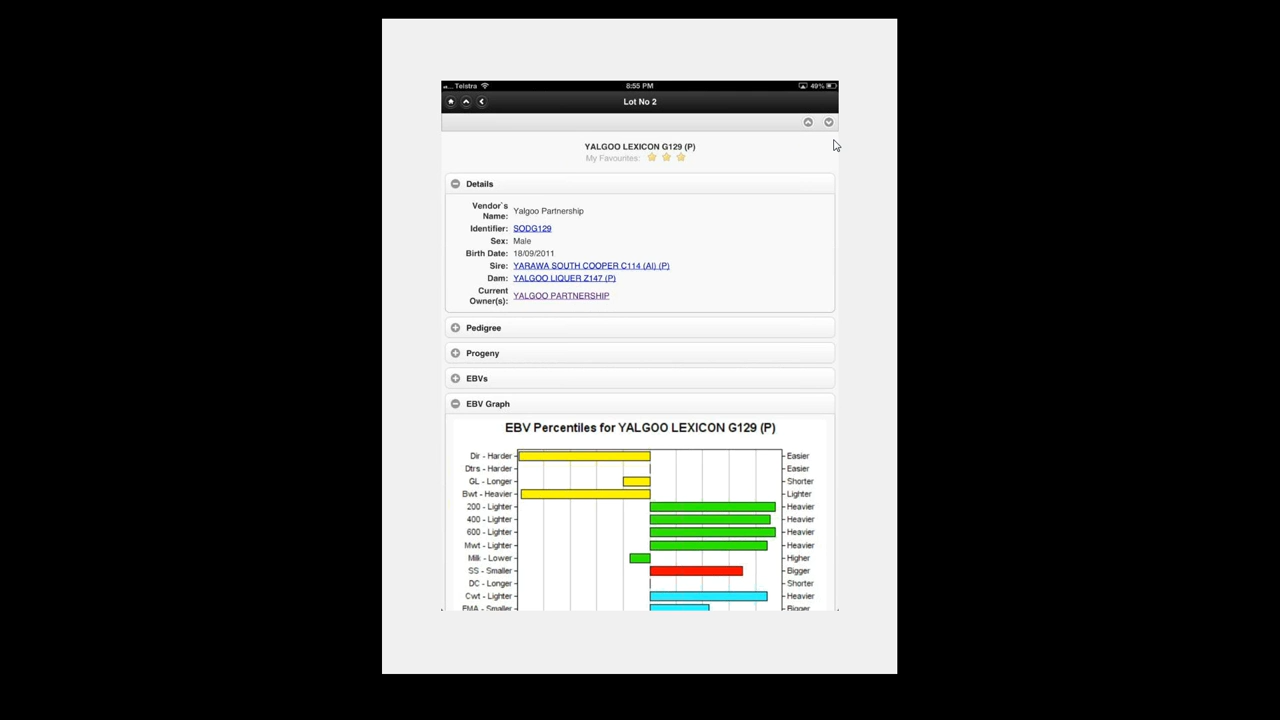 Telstra 8:55 PM 49%
Lot No 2
YALGOO LEXICON G129 (P)
My Favourites:
Details
Vendor`s Name: Yalgoo Partnership
Identifier: SODG129
Sex: Male
Birth Date: 18/09/2011
Sire: YARAWA SOUTH COOPER C114 (AI) (P)
Dam: YALGOO LIQUER Z147 (P)
Current Owner(s): YALGOO PARTNERSHIP
Pedigree
Progeny
EBVs
EBV Graph
EBV Percentiles for YALGOO LEXICON G129 (P)
Dir - Harder Easier
Dtrs - Harder Easier
GL - Longer Shorter
Bwt - Heavier Lighter
200 - Lighter Heavier
400 - Lighter Heavier
600 - Lighter Heavier
Mwt - Lighter Heavier
Milk - Lower Higher
SS - Smaller Bigger
DC - Longer Shorter
Cwt - Lighter Heavier
EMA - Smaller Bigger